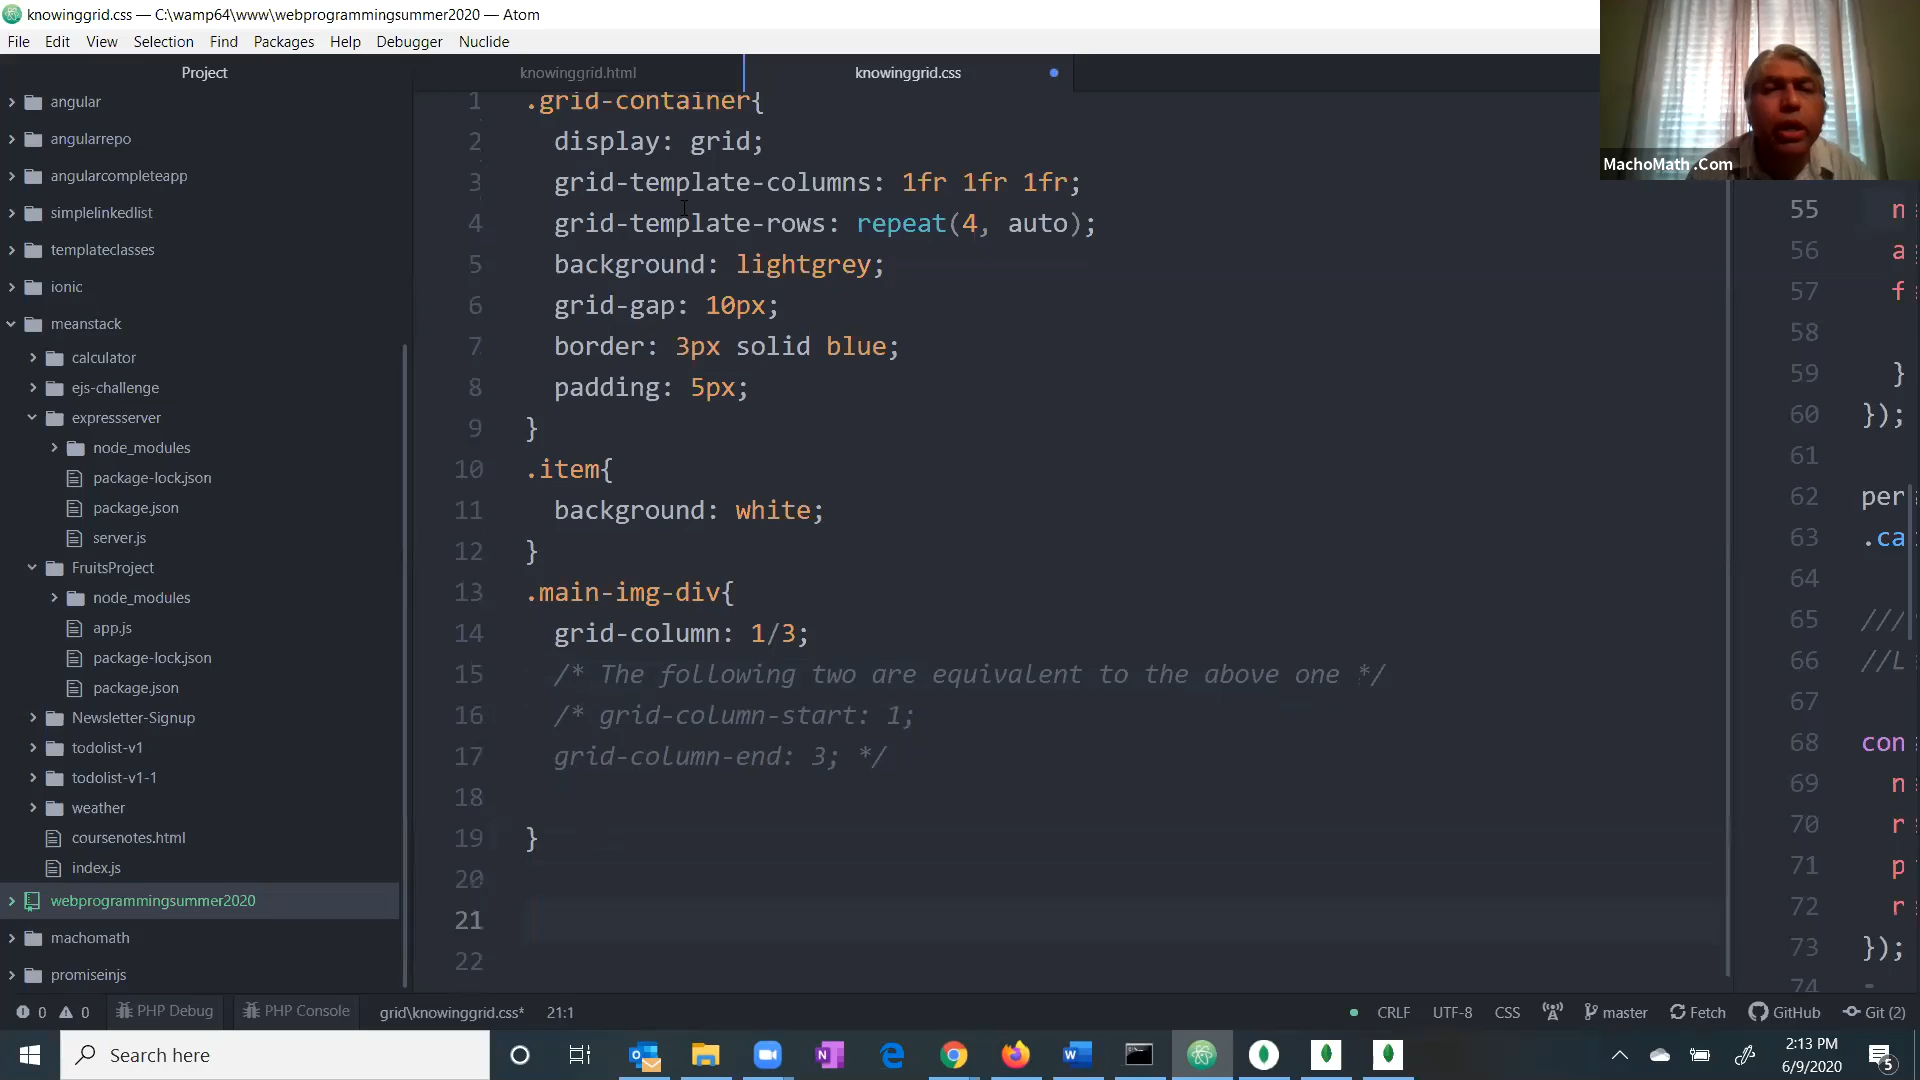 knowinggrid.css — C:\wamp64\www\webprogrammingsummer2020 — Atom
File Edit View Selection Find Packages Help Debugger Nuclide
Project
angular
angularrepo
angularcompleteapp
simplelinkedlist
templateclasses
ionic
meanstack
calculator
ejs-challenge
expressserver
node_modules
package-lock.json
package.json
server.js
FruitsProject
node_modules
app.js
package-lock.json
package.json
Newsletter-Signup
todolist-v1
todolist-v1-1
weather
coursenotes.html
index.js
webprogrammingsummer2020
machomath
promiseinjs
knowinggrid.html knowinggrid.css
1 .grid-container{
2 display: grid;
3 grid-template-columns: 1fr 1fr 1fr;
4 grid-template-rows: repeat(4, auto);
5 background: lightgrey;
6 grid-gap: 10px;
7 border: 3px solid blue;
8 padding: 5px;
9 }
10 .item{
11 background: white;
12 }
13 .main-img-div{
14 grid-column: 1/3;
15 /* The following two are equivalent to the above one */
16 /* grid-column-start: 1;
17 grid-column-end: 3; */
18
19 }
20
21
22
MachoMath .Com
55 n
56 a
57 f
58
59 }
60 });
61
62 per
63 .ca
64
65 ///
66 //L
67
68 con
69 n
70 r
71 p
72 r
73 });
74
0 0 PHP Debug PHP Console grid\knowinggrid.css* 21:1 CRLF UTF-8 CSS master Fetch GitHub Git (2)
Search here
2:13 PM
6/9/2020
5